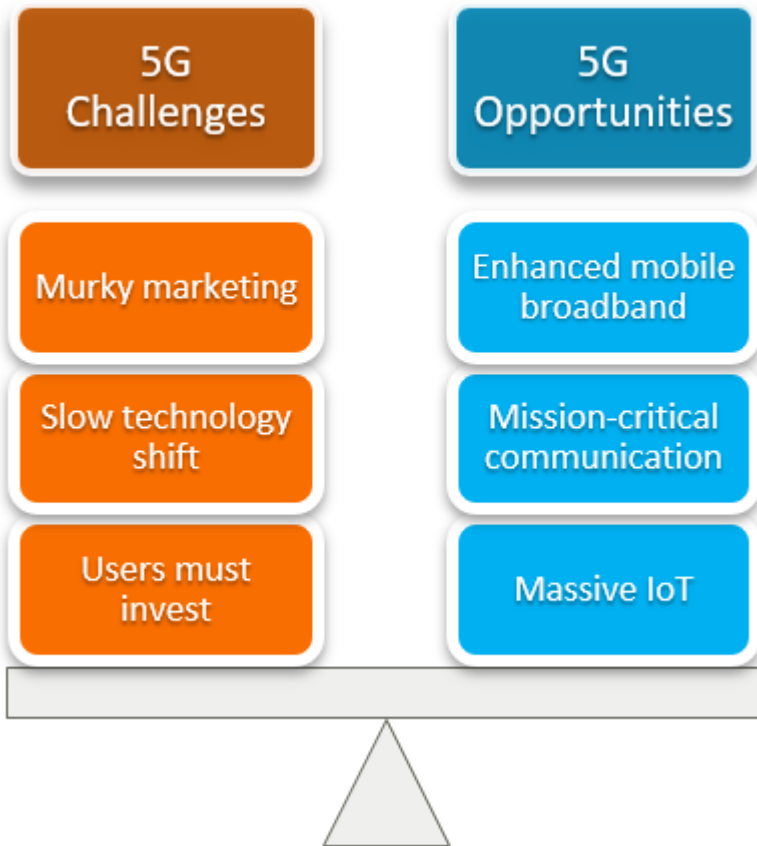 5G
Challenges
Murky marketing
Slow technology
shift
Users must
invest
5G
Opportunities
Enhanced mobile
broadband
Mission-critical
communication
Massive IoT